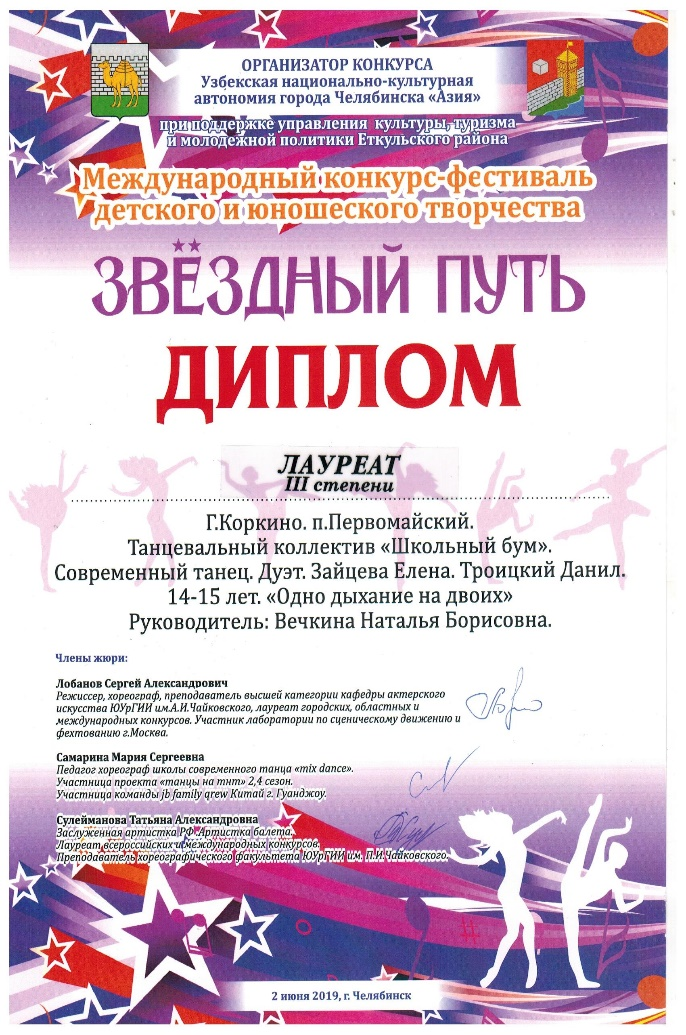 ОРГАНИЗАТОР КОНКУРСА
Узбекская национально-культурная
автономия города Челябинска «Азия»
при поддержке управления культуры, туризма
и молодежной политики Еткульского района
Международный конкурс-фестиваль
детского и юношеского творчества
ЗВЁЗДНЫЙ ПУТЬ
ДИПЛОМ
ЛАУРЕАТ
III степени
Г.Коркино. п.Первомайский.
Танцевальный коллектив «Школьный бум».
Современный танец. Дуэт. Зайцева Елена. Троицкий Данил.
14-15 лет. «Одно дыхание на двоих»
Руководитель: Вечкина Наталья Борисовна.
Члены жюри:
Лобанов Сергей Александрович
Режиссер, хореограф, преподаватель высшей категории кафедры актерского
искусства ЮУрГИИ им.А.И.Чайковского, лауреат городских, областных и
международных конкурсов. Участник лаборатории по сценическому движению и
фехтованию г.Москва.
Самарина Мария Сергеевна
Педагог хореограф школы современного танца «mix dance».
Участница проекта «танцы на тнт» 2,4 сезон.
Участница команды jb family qrew Китай г. Гуанджоу.
Сулейманова Татьяна Александровна
Заслуженная артистка РФ. Артистка балета.
Лауреат всероссийских и международных конкурсов.
Преподаватель хореографического факультета ЮУрГИИ им. П.И.Чайковского.
2 июня 2019, г. Челябинск